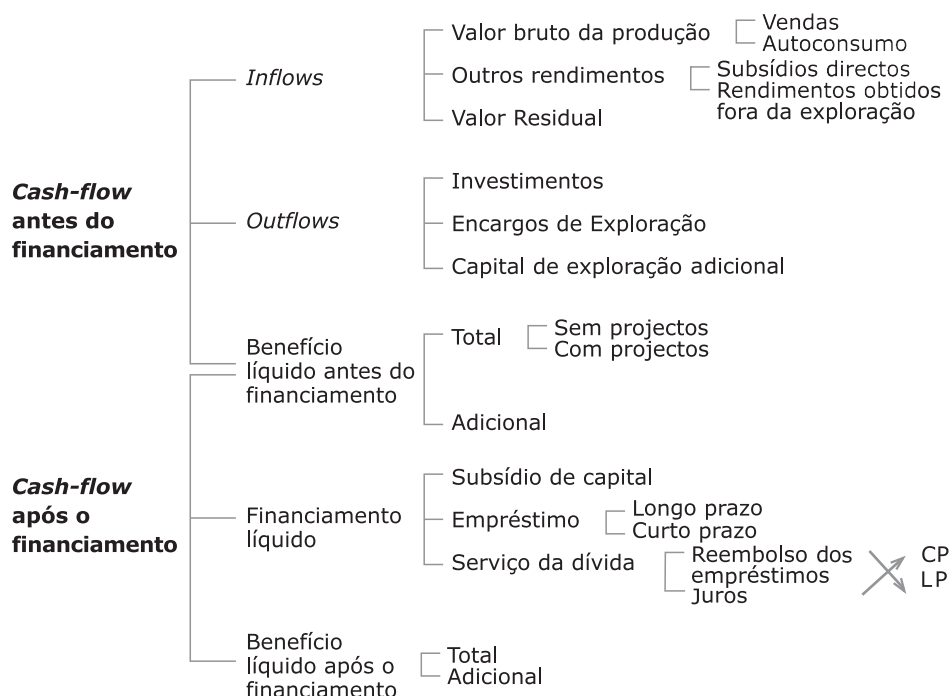 Cash-flow
antes do
financiamento
Inflows
Valor bruto da produção
Vendas
Autoconsumo
Outros rendimentos
Subsídios directos
Rendimentos obtidos
fora da exploração
Valor Residual
Outflows
Investimentos
Encargos de Exploração
Capital de exploração adicional
Benefício
líquido antes do
financiamento
Total
Sem projectos
Com projectos
Adicional
Cash-flow
após o
financiamento
Financiamento
líquido
Subsídio de capital
Empréstimo
Longo prazo
Curto prazo
Serviço da dívida
Reembolso dos
empréstimos
Juros
CP
LP
Benefício
líquido após o
financiamento
Total
Adicional